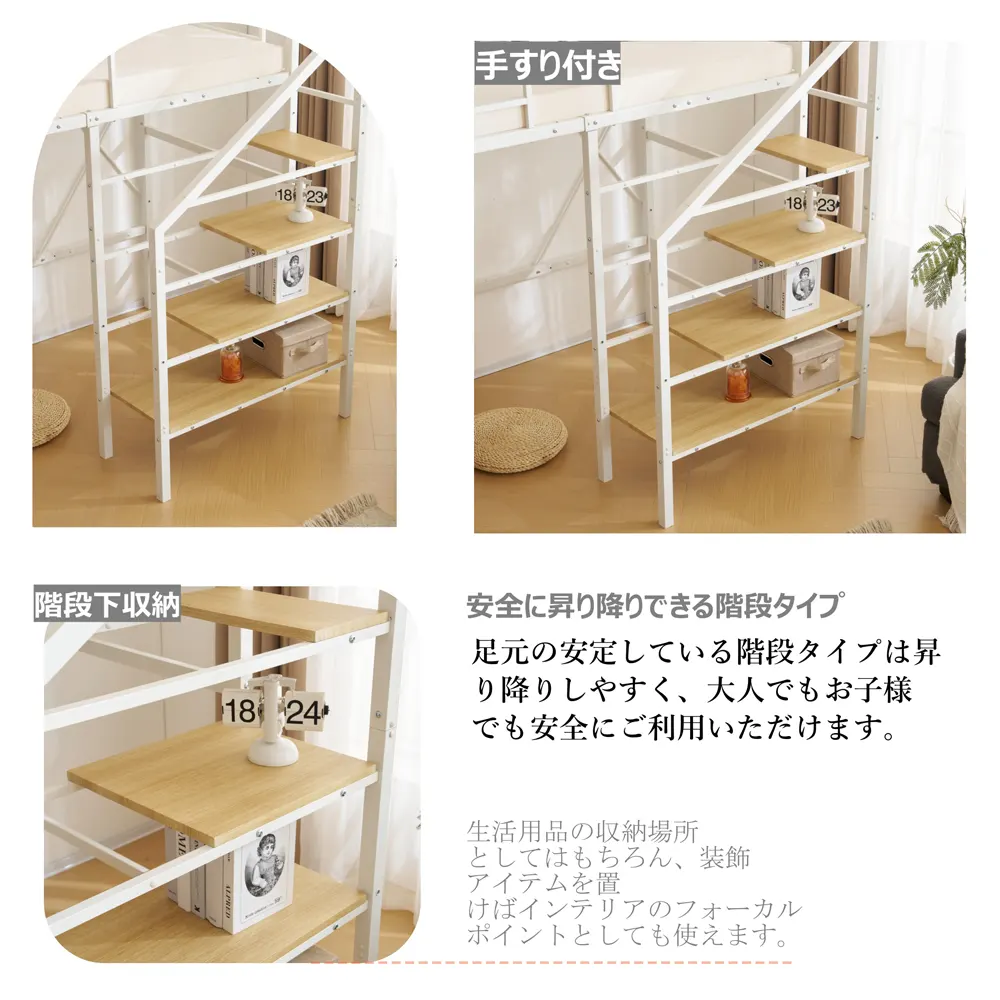 18 23
手すり付き
18 23
階段下収納
18 24
ALFRED
安全に昇り降りできる階段タイプ
足元の安定している階段タイプは昇
り降りしやすく、大人でもお子様
でも安全にご利用いただけます。
生活用品の収納場所
としてはもちろん、装飾
アイテムを置
けばインテリアのフォーカル
ポイントとしても使えます。